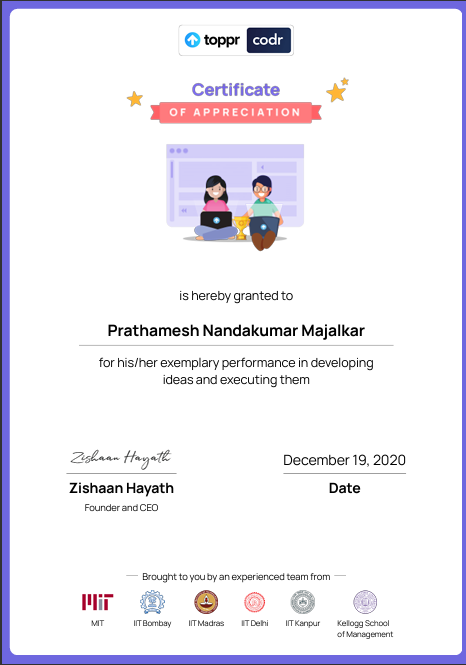 toppr codr
Certificate
OF APPRECIATION
is hereby granted to
Prathamesh Nandakumar Majalkar
for his/her exemplary performance in developing
ideas and executing them
Zishaan Hayath
December 19, 2020
Zishaan Hayath
Date
Founder and CEO
Brought to you by an experienced team from
MIT
MIT
IIT Bombay
IIT Madras
IIT Delhi
IIT Kanpur
Kellogg School
of Management